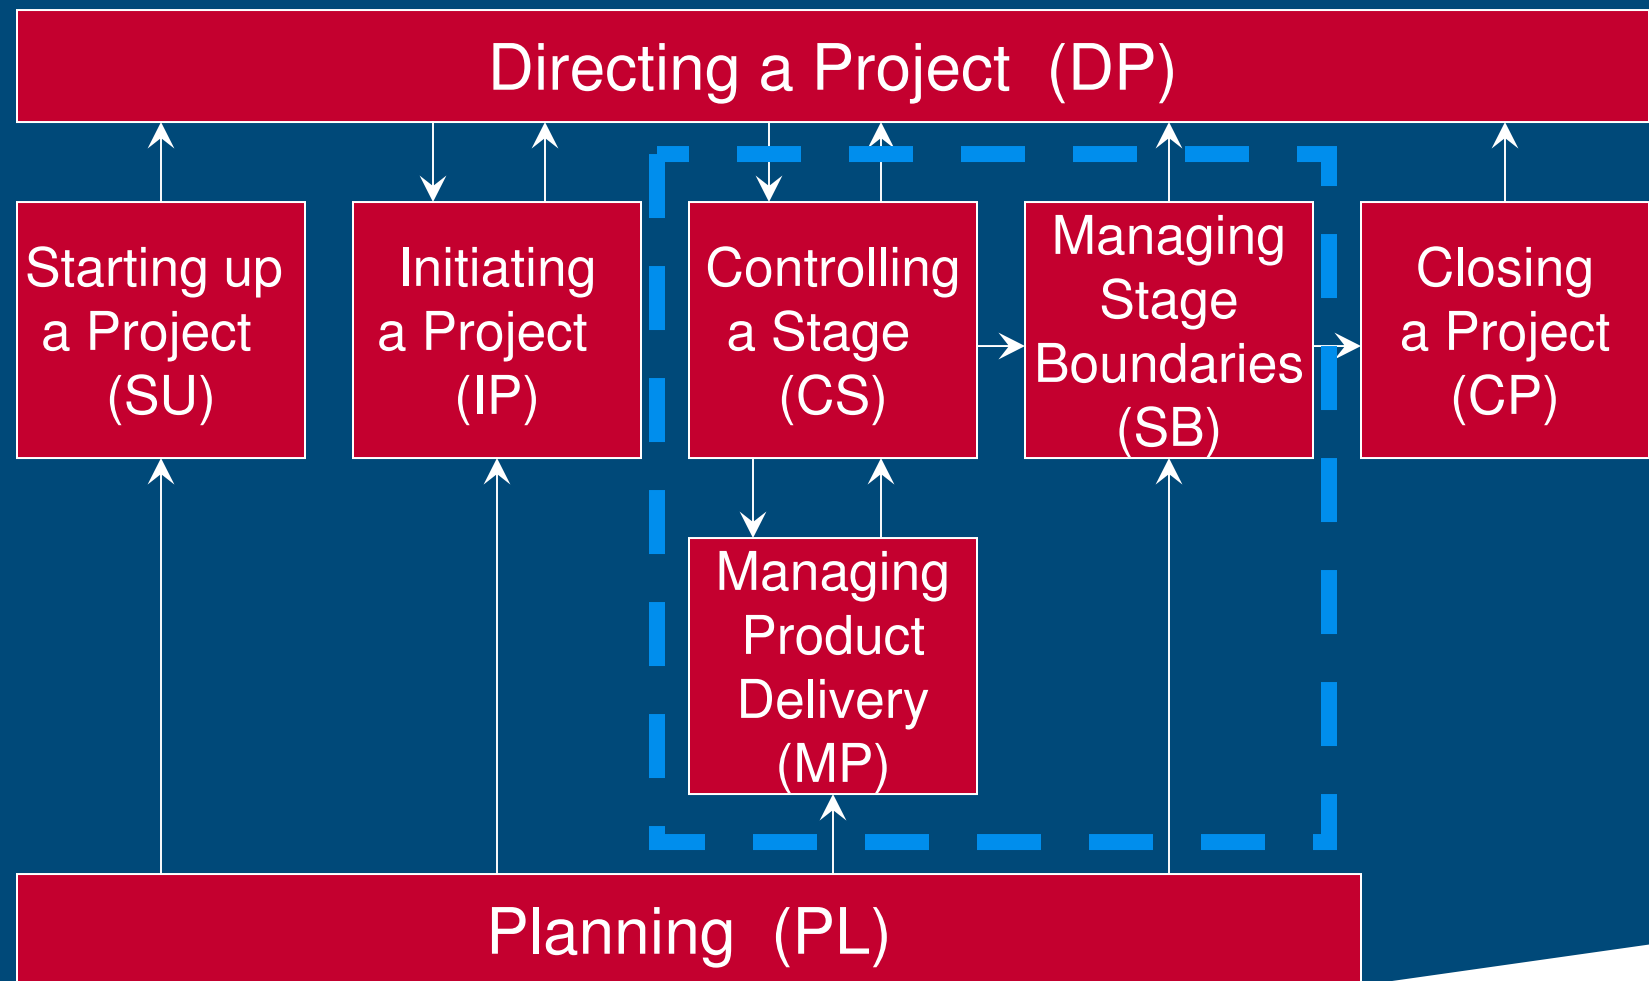 Directing a Project (DP)
Starting up
a Project
(SU)
Initiating
a Project
(IP)
Controlling
a Stage
(CS)
Managing
Stage
Boundaries
(SB)
Closing
a Project
(CP)
Managing
Product
Delivery
(MP)
Planning (PL)